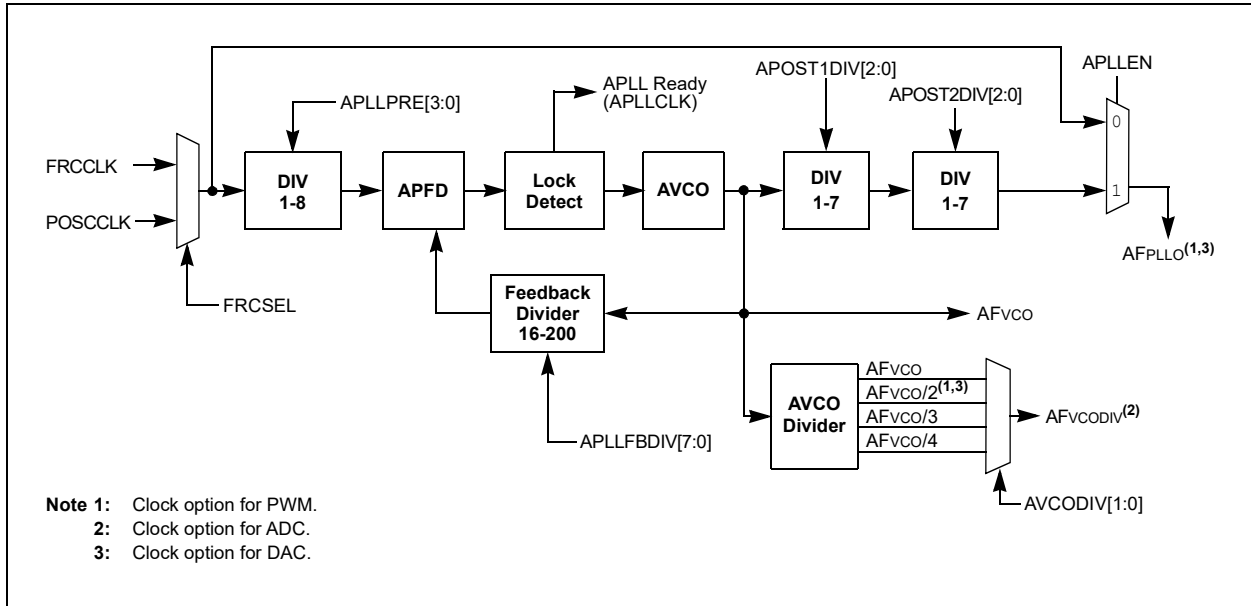 APLLEN
APOST1DIV[2:0]
APLL Ready
(APLLCLK)
APOST2DIV[2:0]
APLLPRE[3:0]
0
FRCCLK
DIV
1-8
APFD
Lock
Detect
AVCO
DIV
1-7
DIV
1-7
1
POSCCLK
AFPLLO(1,3)
FRCSEL
Feedback
Divider
16-200
AFVCO
AVCO
Divider
AFVCO
AFVCO/2(1,3)
AFVCO/3
AFVCO/4
AFVCODIV(2)
APLLFBDIV[7:0]
AVCODIV[1:0]
Note 1: Clock option for PWM.
2: Clock option for ADC.
3: Clock option for DAC.